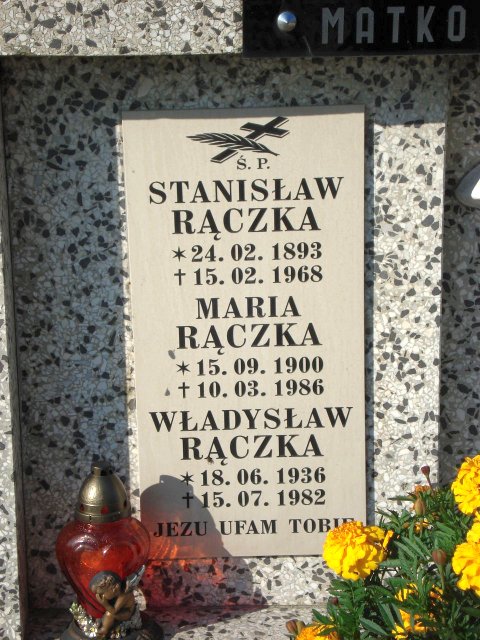 MATKO
Ś. P.
STANISŁAW
RĄCZKA
✶ 24. 02. 1893
† 15. 02. 1968
MARIA
RĄCZKA
✶ 15. 09. 1900
† 10. 03. 1986
WŁADYSŁAW
RĄCZKA
✶ 18. 06. 1936
† 15. 07. 1982
JEZU UFAM TOBIE